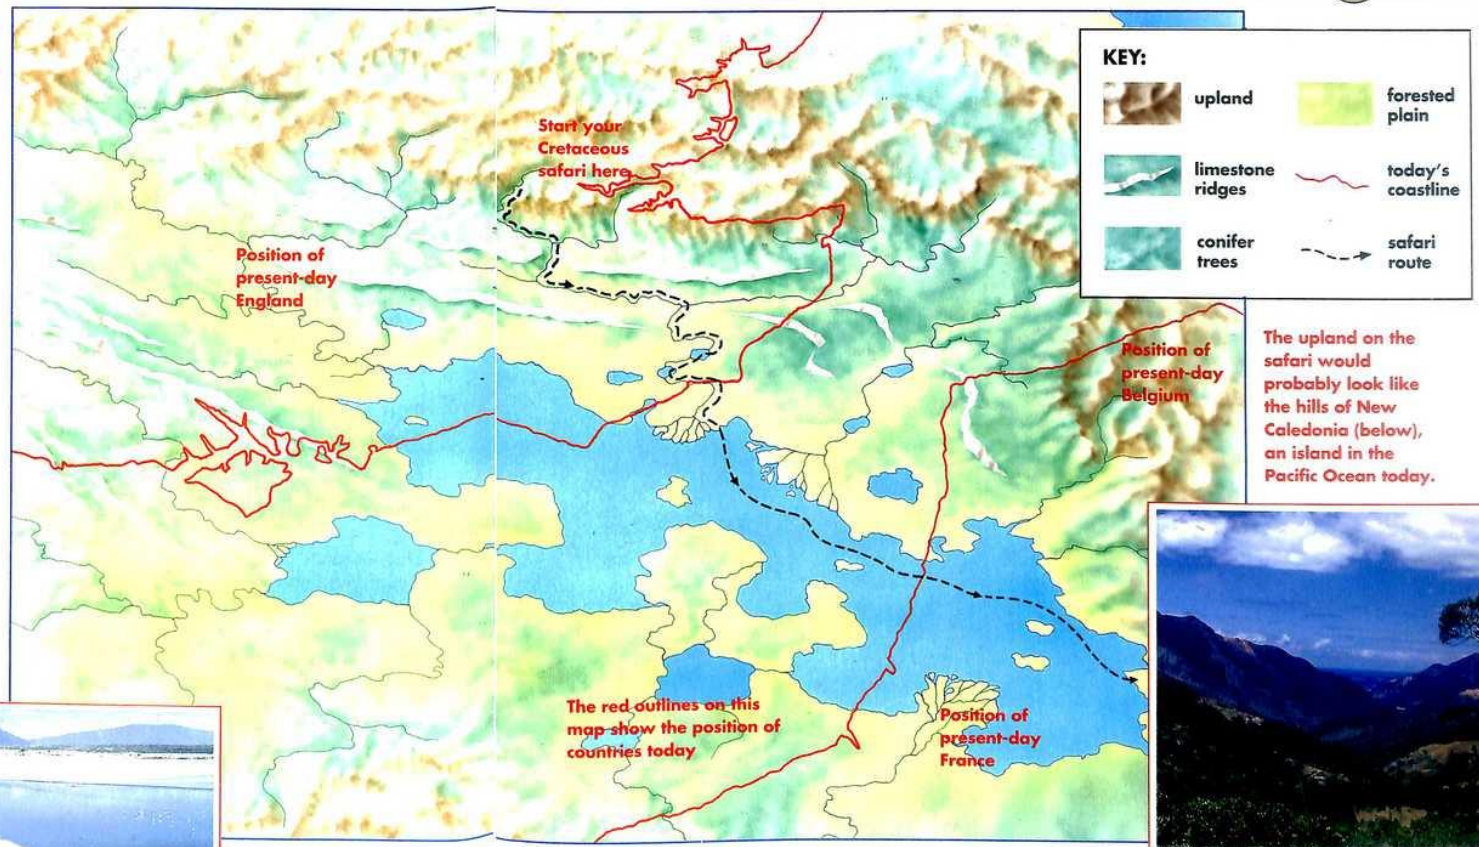 Start your
Cretaceous
safari here
Position of
present-day
England
Position of
present-day
Belgium
The red outlines on this
map show the position of
countries today
Position of
present-day
France
KEY:
upland
forested
plain
limestone
ridges
today's
coastline
conifer
trees
safari
route
The upland on the
safari would
probably look like
the hills of New
Caledonia (below),
an island in the
Pacific Ocean today.